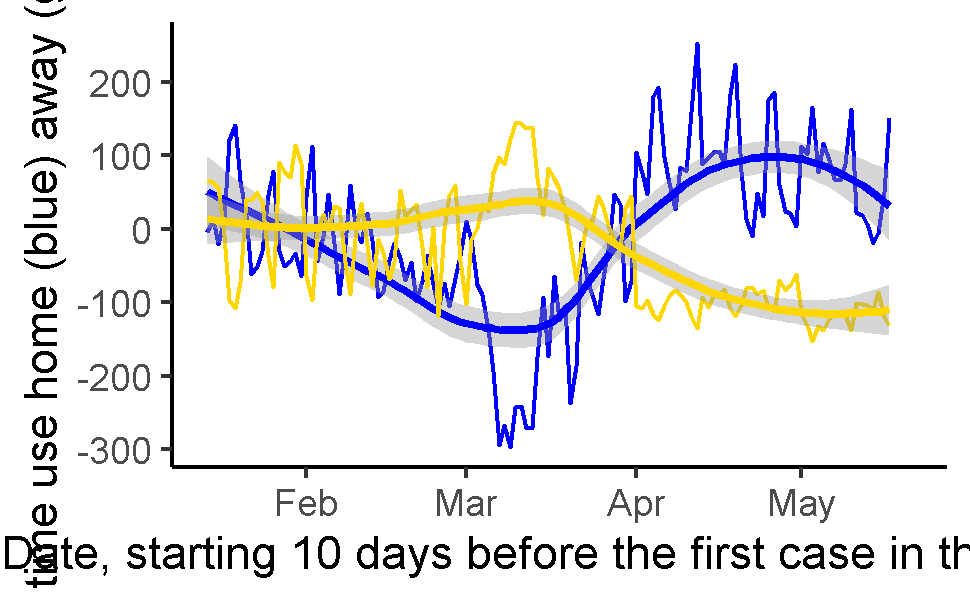 time use home (blue) away (
200
100
0
-100
-200
-300
Feb Mar Apr May
Date, starting 10 days before the first case in th